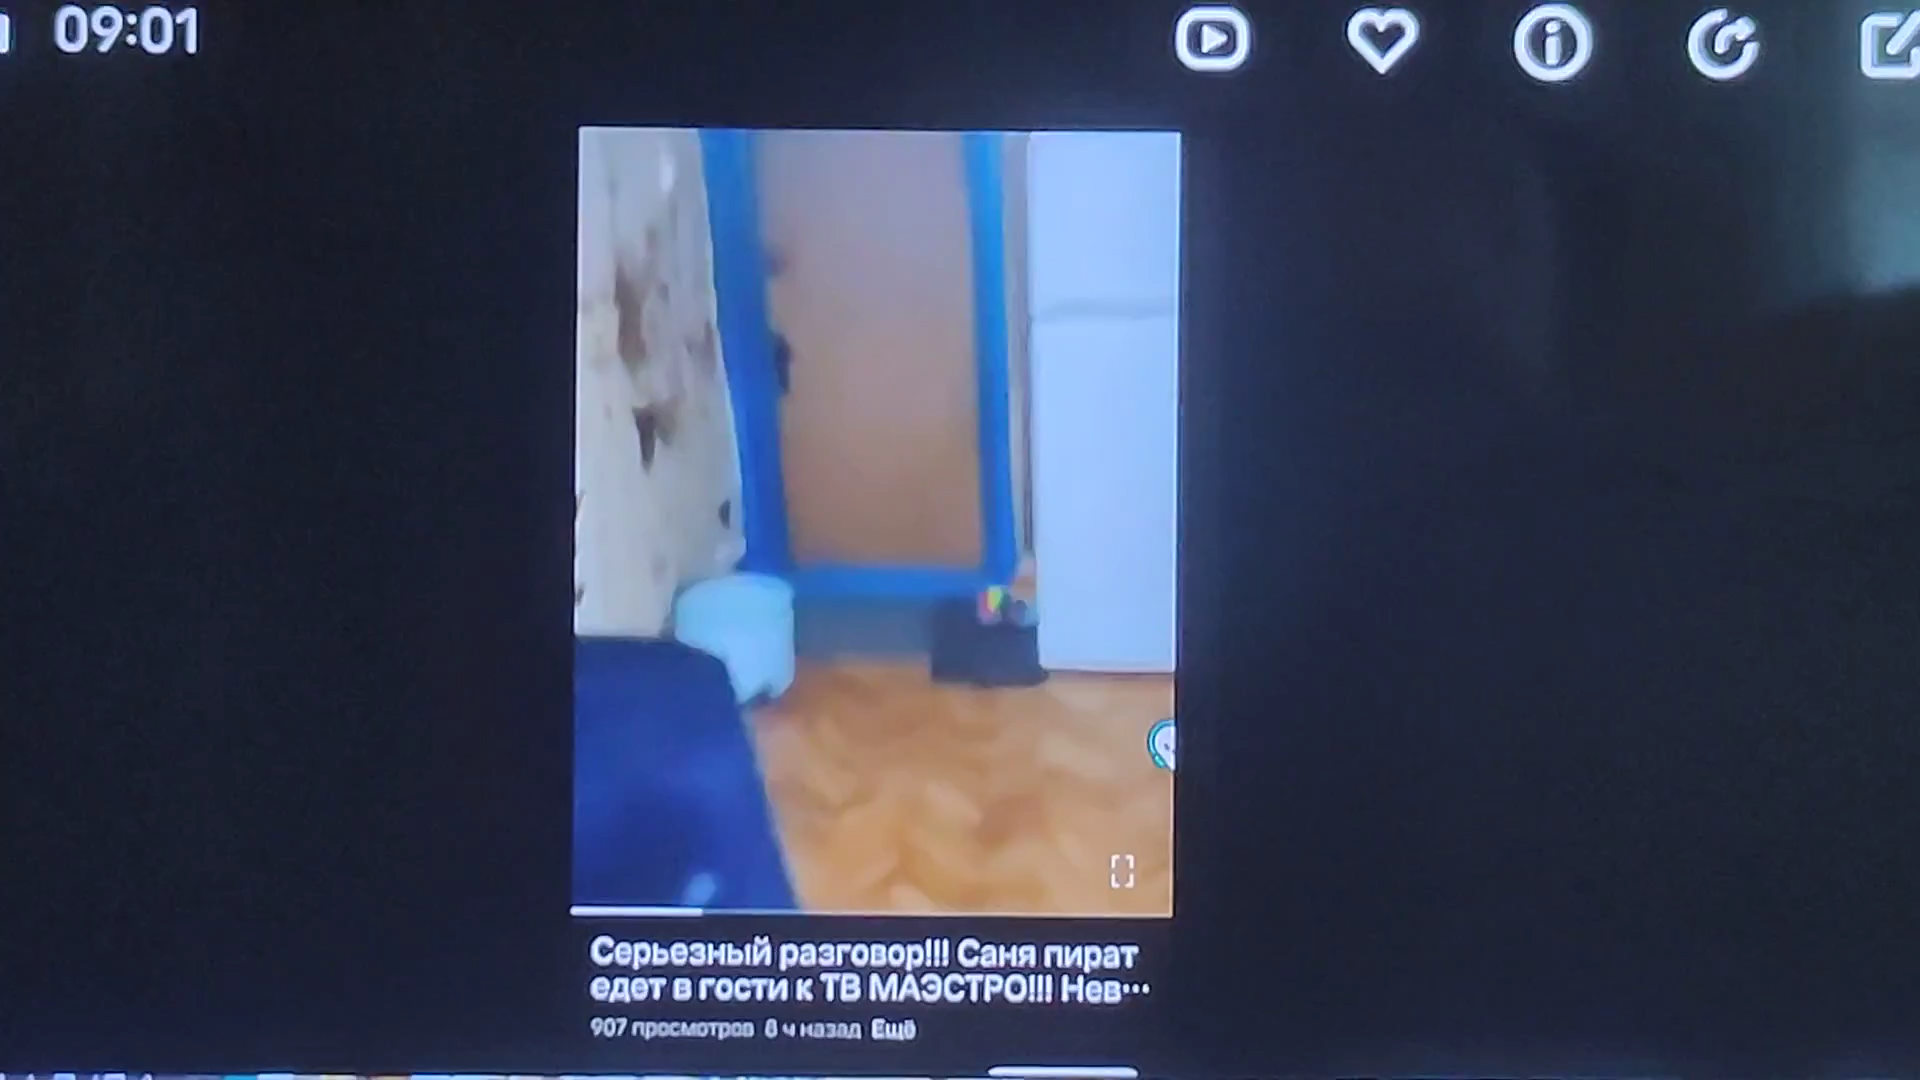 09:01
Серьезный разговор!!! Саня пират
едет в гости к ТВ МАЭСТРО!!! Нев...
907 просмотров 8 ч назад Ещё